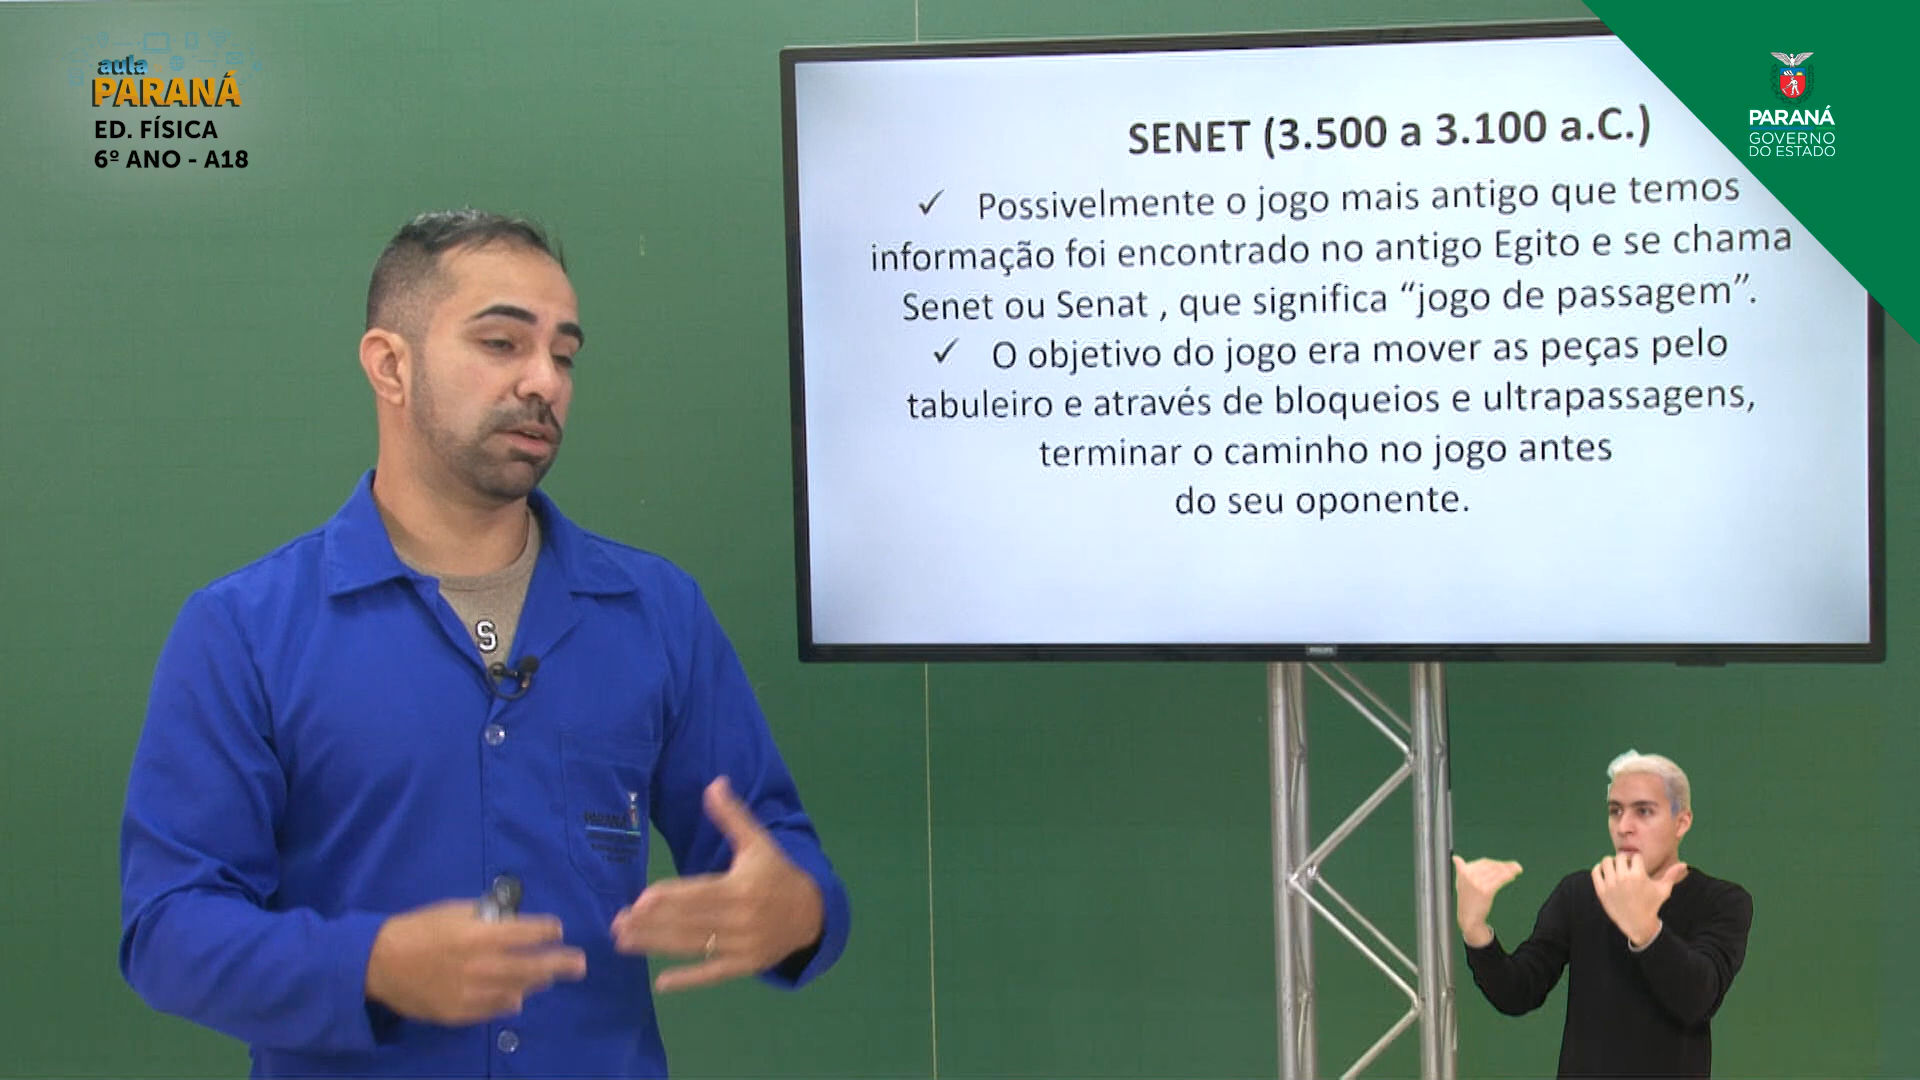 aula
PARANÁ
ED. FÍSICA
6º ANO - A18
SENET (3.500 a 3.100 a.C.)
✓ Possivelmente o jogo mais antigo que temos
informação foi encontrado no antigo Egito e se chama
Senet ou Senat , que significa “jogo de passagem”.
✓ O objetivo do jogo era mover as peças pelo
tabuleiro e através de bloqueios e ultrapassagens,
terminar o caminho no jogo antes
do seu oponente.
PARANÁ
GOVERNO
DO ESTADO
S
PHILIPS
PARANÁ